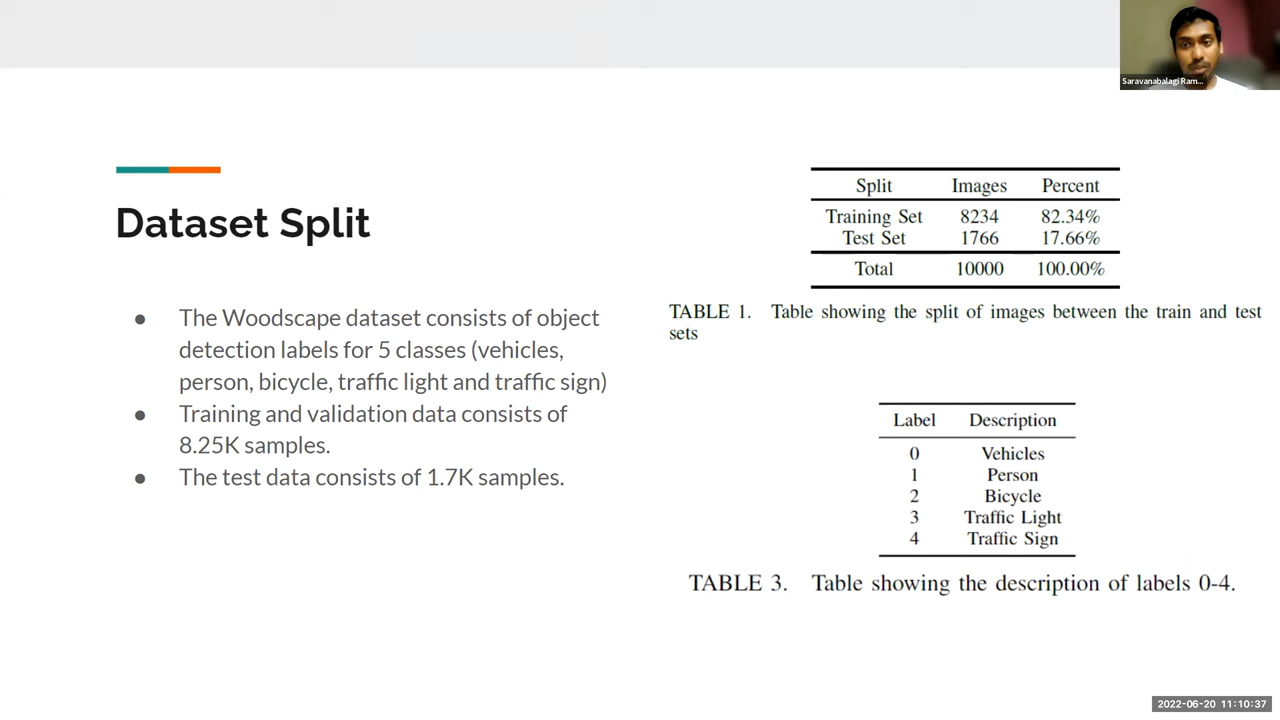 Saravanabalagi Ram...
Dataset Split
● The Woodscape dataset consists of object
detection labels for 5 classes (vehicles,
person, bicycle, traffic light and traffic sign)
● Training and validation data consists of
8.25K samples.
● The test data consists of 1.7K samples.
Split Images Percent
Training Set 8234 82.34%
Test Set 1766 17.66%
Total 10000 100.00%
TABLE 1. Table showing the split of images between the train and test
sets
Label Description
0 Vehicles
1 Person
2 Bicycle
3 Traffic Light
4 Traffic Sign
TABLE 3. Table showing the description of labels 0-4.
2022-06-20 11:10:37